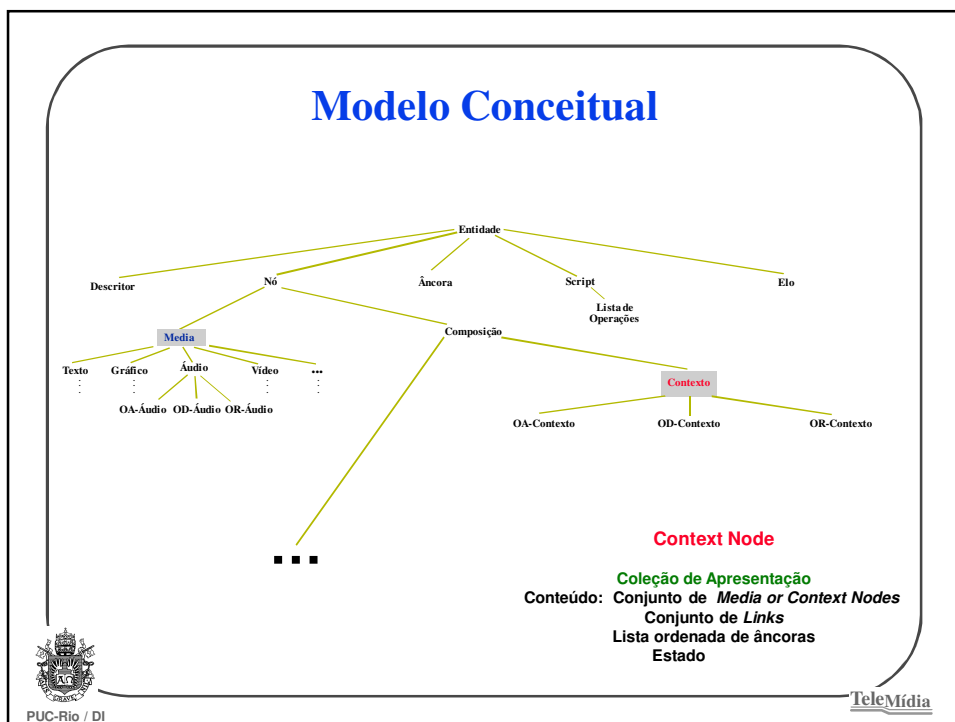 Modelo Conceitual
Entidade
Descritor Nó Âncora Script Elo
Lista de
Operações
Media Composição
Texto Gráfico Áudio Vídeo ...
Contexto
OA-Áudio OD-Áudio OR-Áudio
OA-Contexto OD-Contexto OR-Contexto
...
Context Node
Coleção de Apresentação
Conteúdo: Conjunto de Media or Context Nodes
Conjunto de Links
Lista ordenada de âncoras
Estado
PUC-Rio / DI
TeleMídia